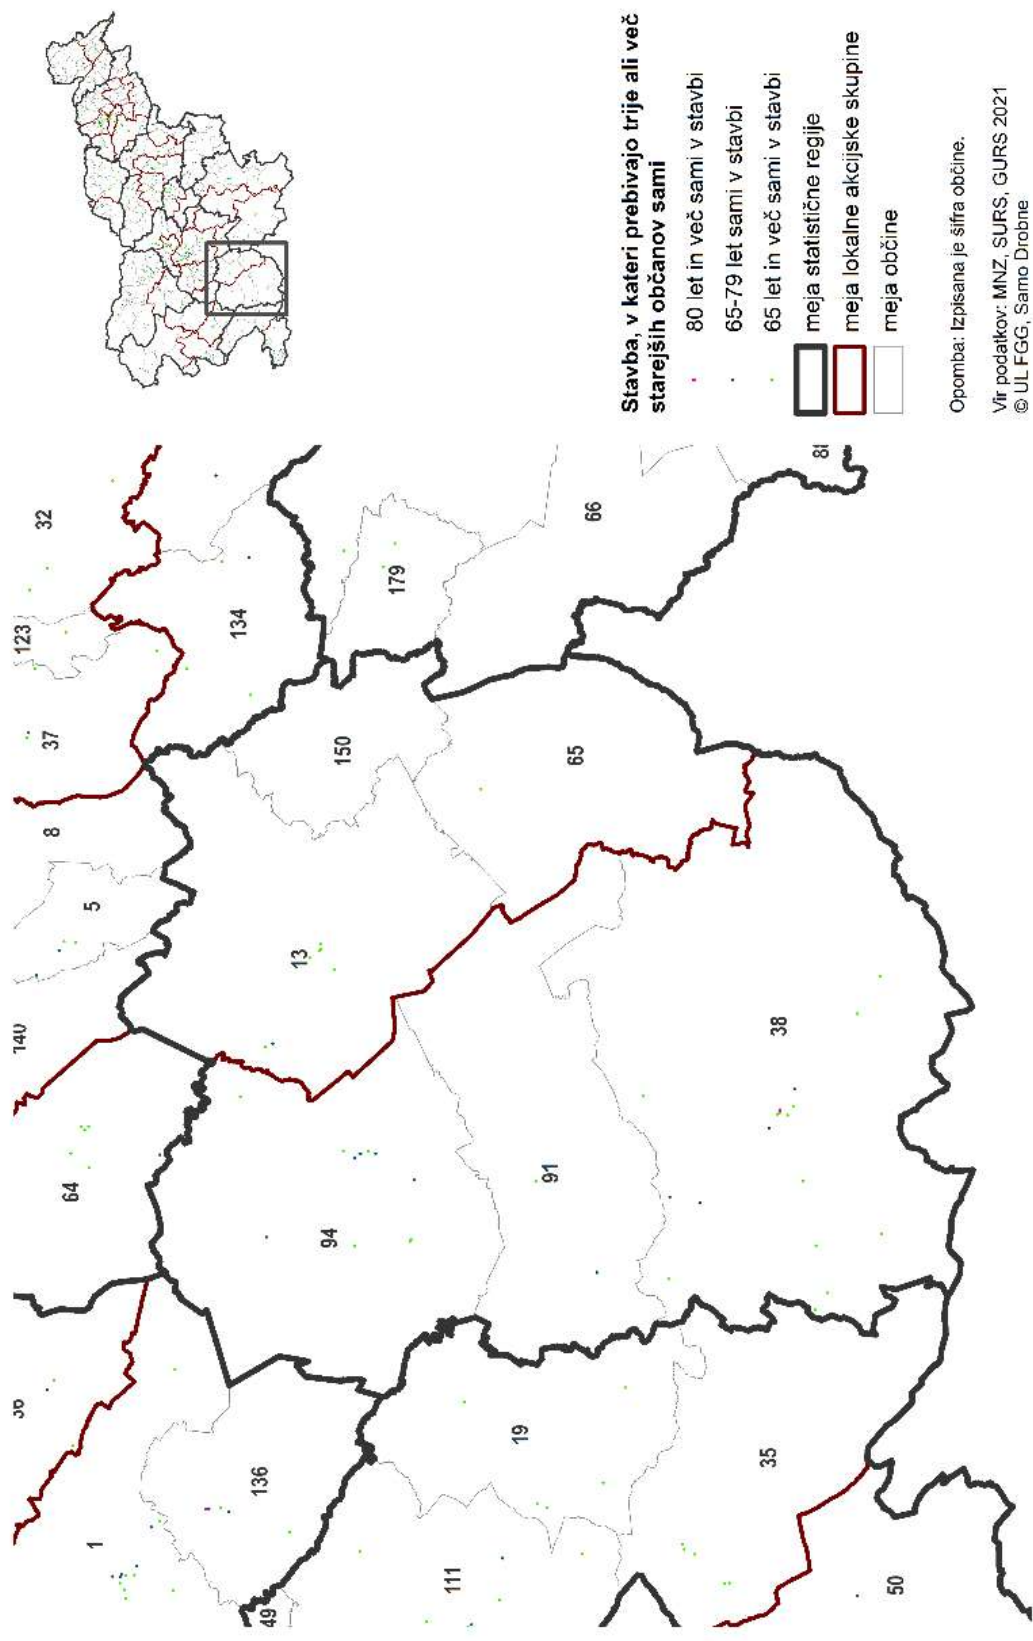 Stavba, v kateri prebivajo trije ali več
starejših občanov sami
80 let in več sami v stavbi
65-79 let sami v stavbi
65 let in več sami v stavbi
meja statistične regije
meja lokalne akcijske skupine
meja občine
Opomba: Izpisana je šifra občine.
Vir podatkov: MNZ, SURS, GURS 2021
© UL FGG, Samo Drobne
32
123
37
8
5
140
64
1
134
179
66
150
65
13
38
91
94
136
49
19
111
35
50